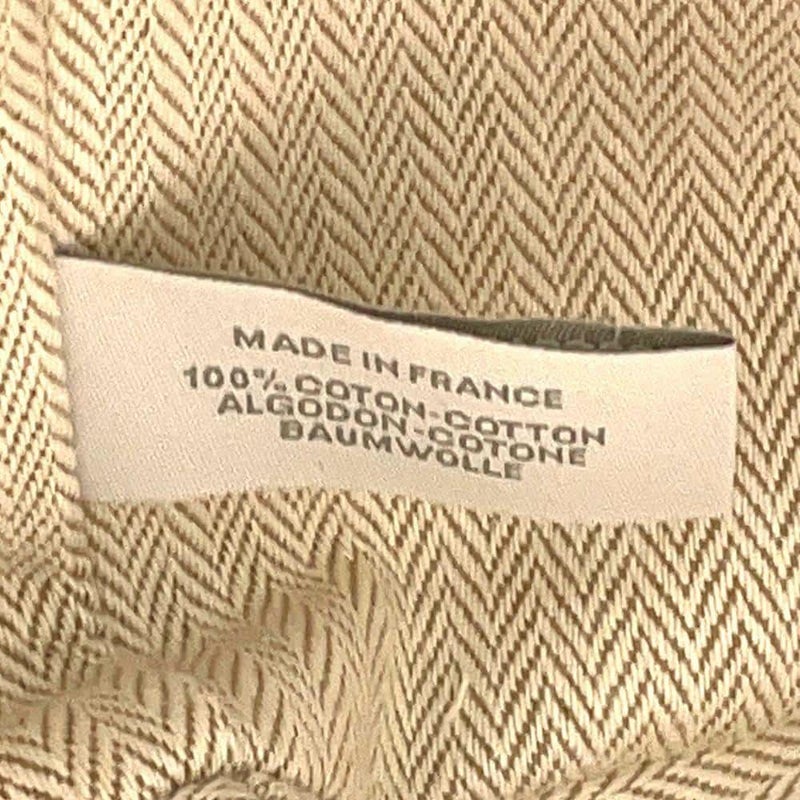 MADE IN FRANCE
100% COTON-COTTON
ALGODON-COTONE
BAUMWOLLE